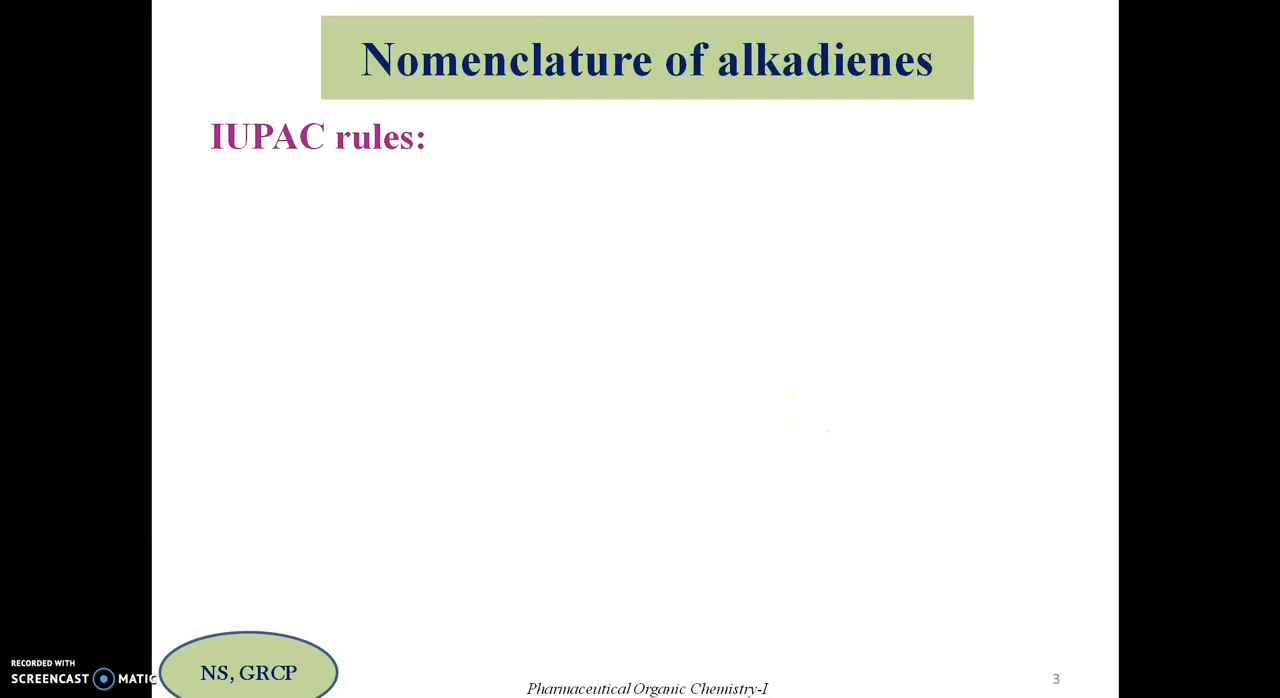 Nomenclature of alkadienes
IUPAC rules:
RECORDED WITH
SCREENCAST MATIC
NS, GRCP
Pharmaceutical Organic Chemistry-I
3